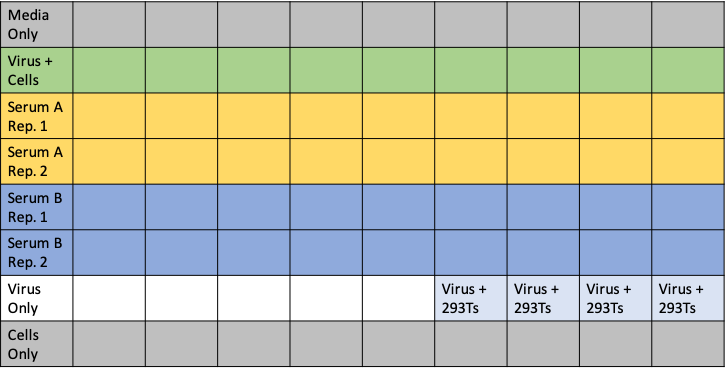 Media
Only
Virus +
Cells
Serum A
Rep. 1
Serum A
Rep. 2
Serum B
Rep. 1
Serum B
Rep. 2
Virus
Only
Virus +
293Ts
Virus +
293Ts
Virus +
293Ts
Virus +
293Ts
Cells
Only